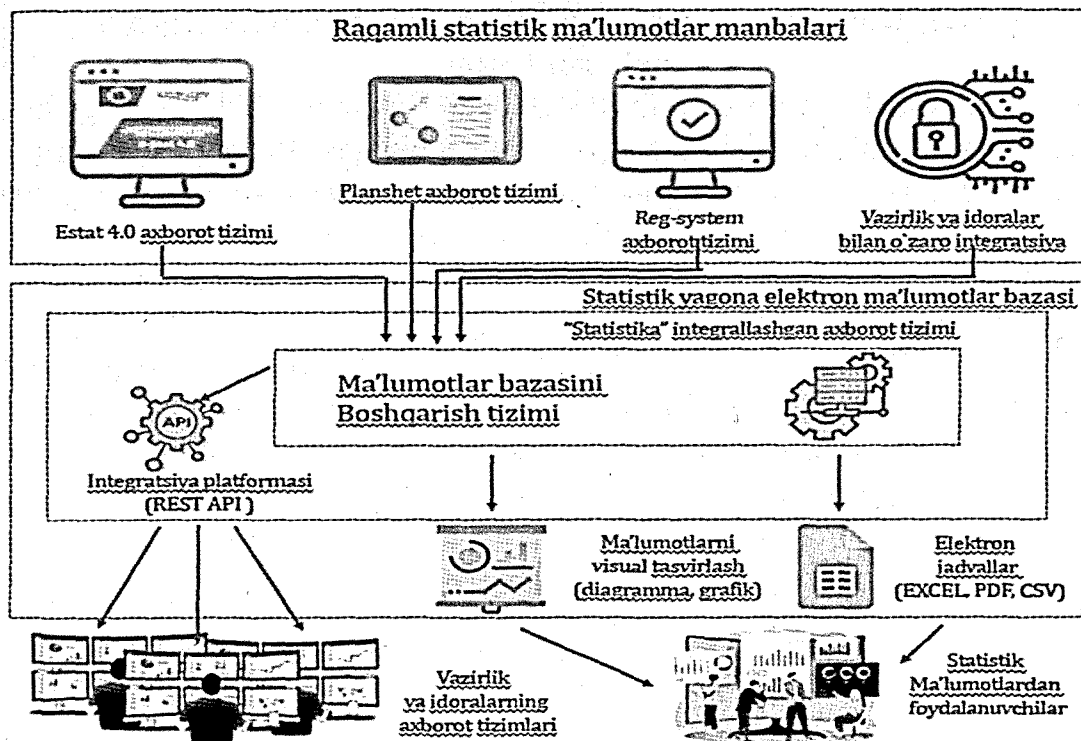 Raqamli statistik ma'lumotlar manbalari
Estat 4.0 axborot tizimi
Planshet axborot tizimi
Reg-system
axborot tizimi
Vazirlik va idoralar
bilan o`zaro integratsiya
Statistik yagona elektron ma'lumotlar bazasi
"Statistika" integrallashgan axborot tizimi
Ma'lumotlar bazasini
Boshqarish tizimi
API
Integratsiya platformasi
(REST API )
Ma'lumotlarni
visual tasvirlash
(diagramma, grafik)
Elektron
jadvallar
(EXCEL, PDF, CSV)
Vazirlik
va idoralarning
axborot tizimlari
Statistik
Ma'lumotlardan
foydalanuvchilar